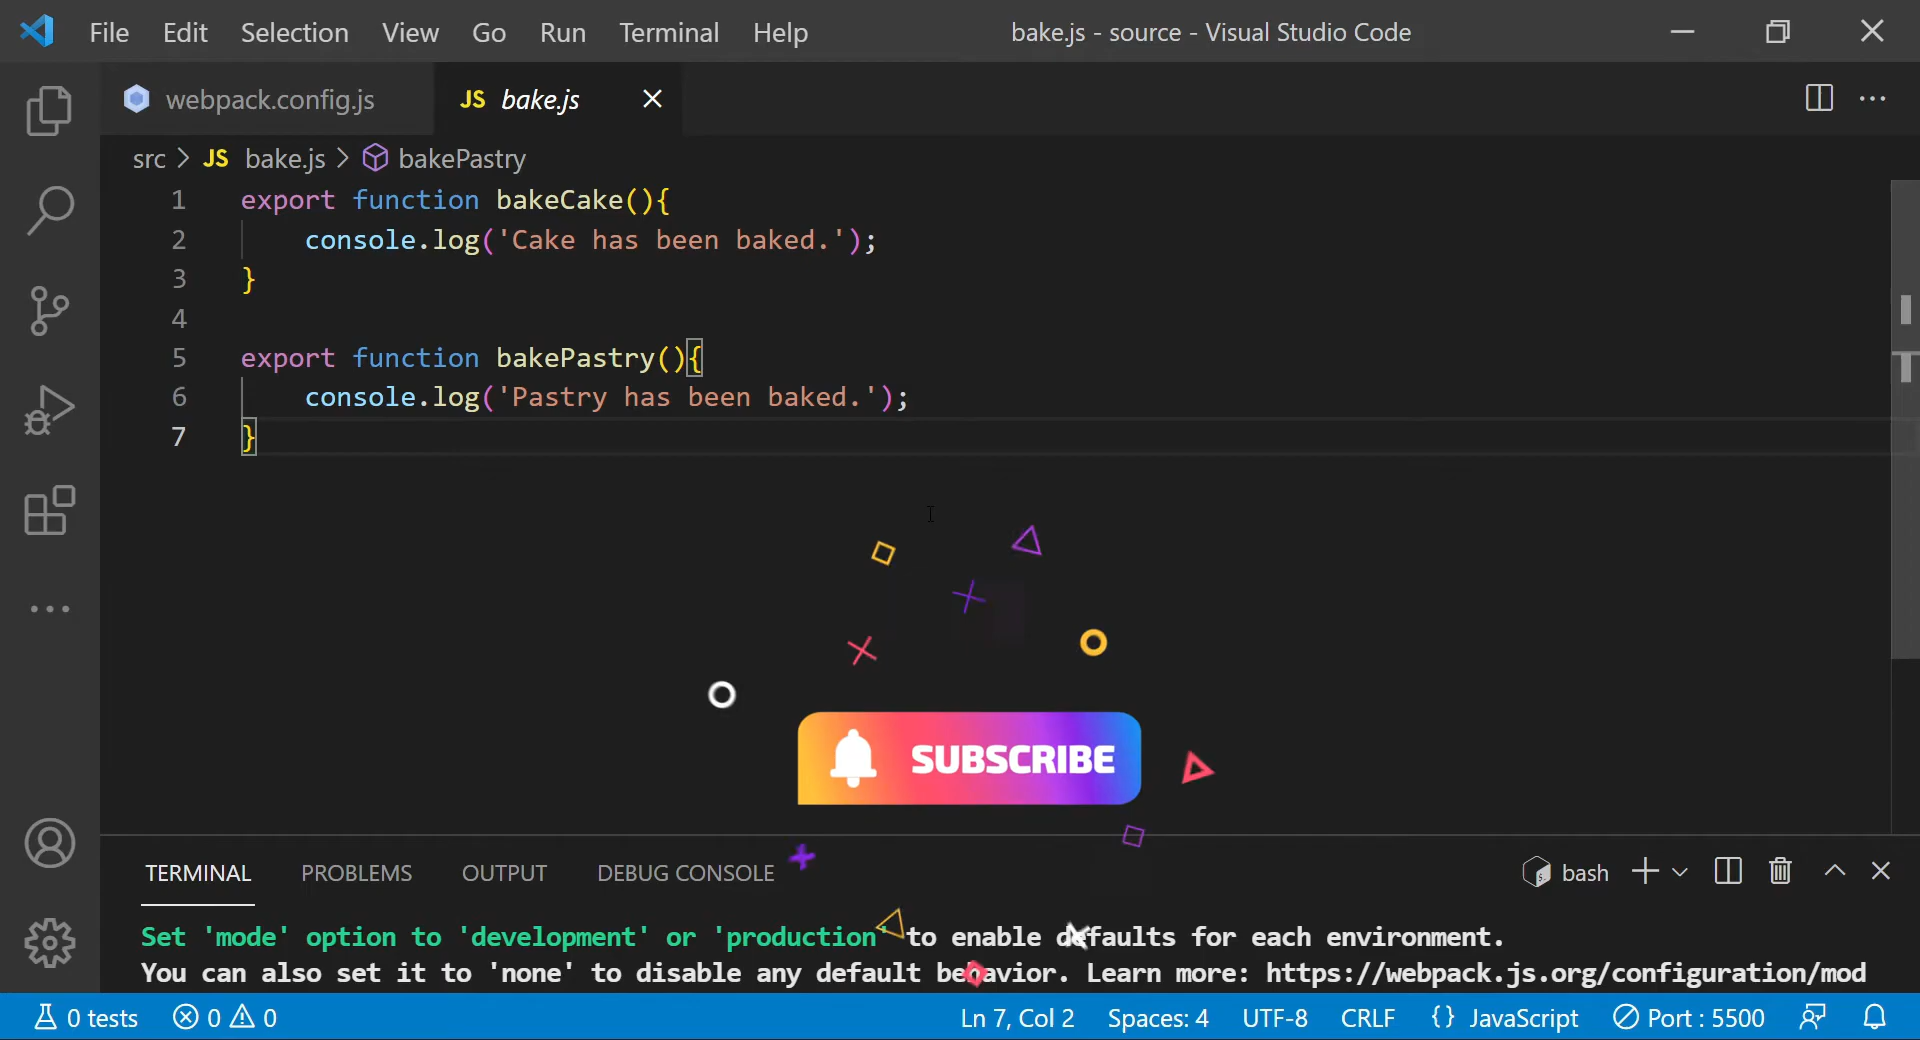 File Edit Selection View Go Run Terminal Help bake.js - source - Visual Studio Code
webpack.config.js JS bake.js
src > JS bake.js > bakePastry
1 export function bakeCake(){
2 console.log('Cake has been baked.');
3 }
4
5 export function bakePastry(){
6 console.log('Pastry has been baked.');
7 }
SUBSCRIBE
TERMINAL PROBLEMS OUTPUT DEBUG CONSOLE bash
Set 'mode' option to 'development' or 'production' to enable defaults for each environment.
You can also set it to 'none' to disable any default behavior. Learn more: https://webpack.js.org/configuration/mod
0 tests 0 0 Ln 7, Col 2 Spaces: 4 UTF-8 CRLF {} JavaScript Port : 5500